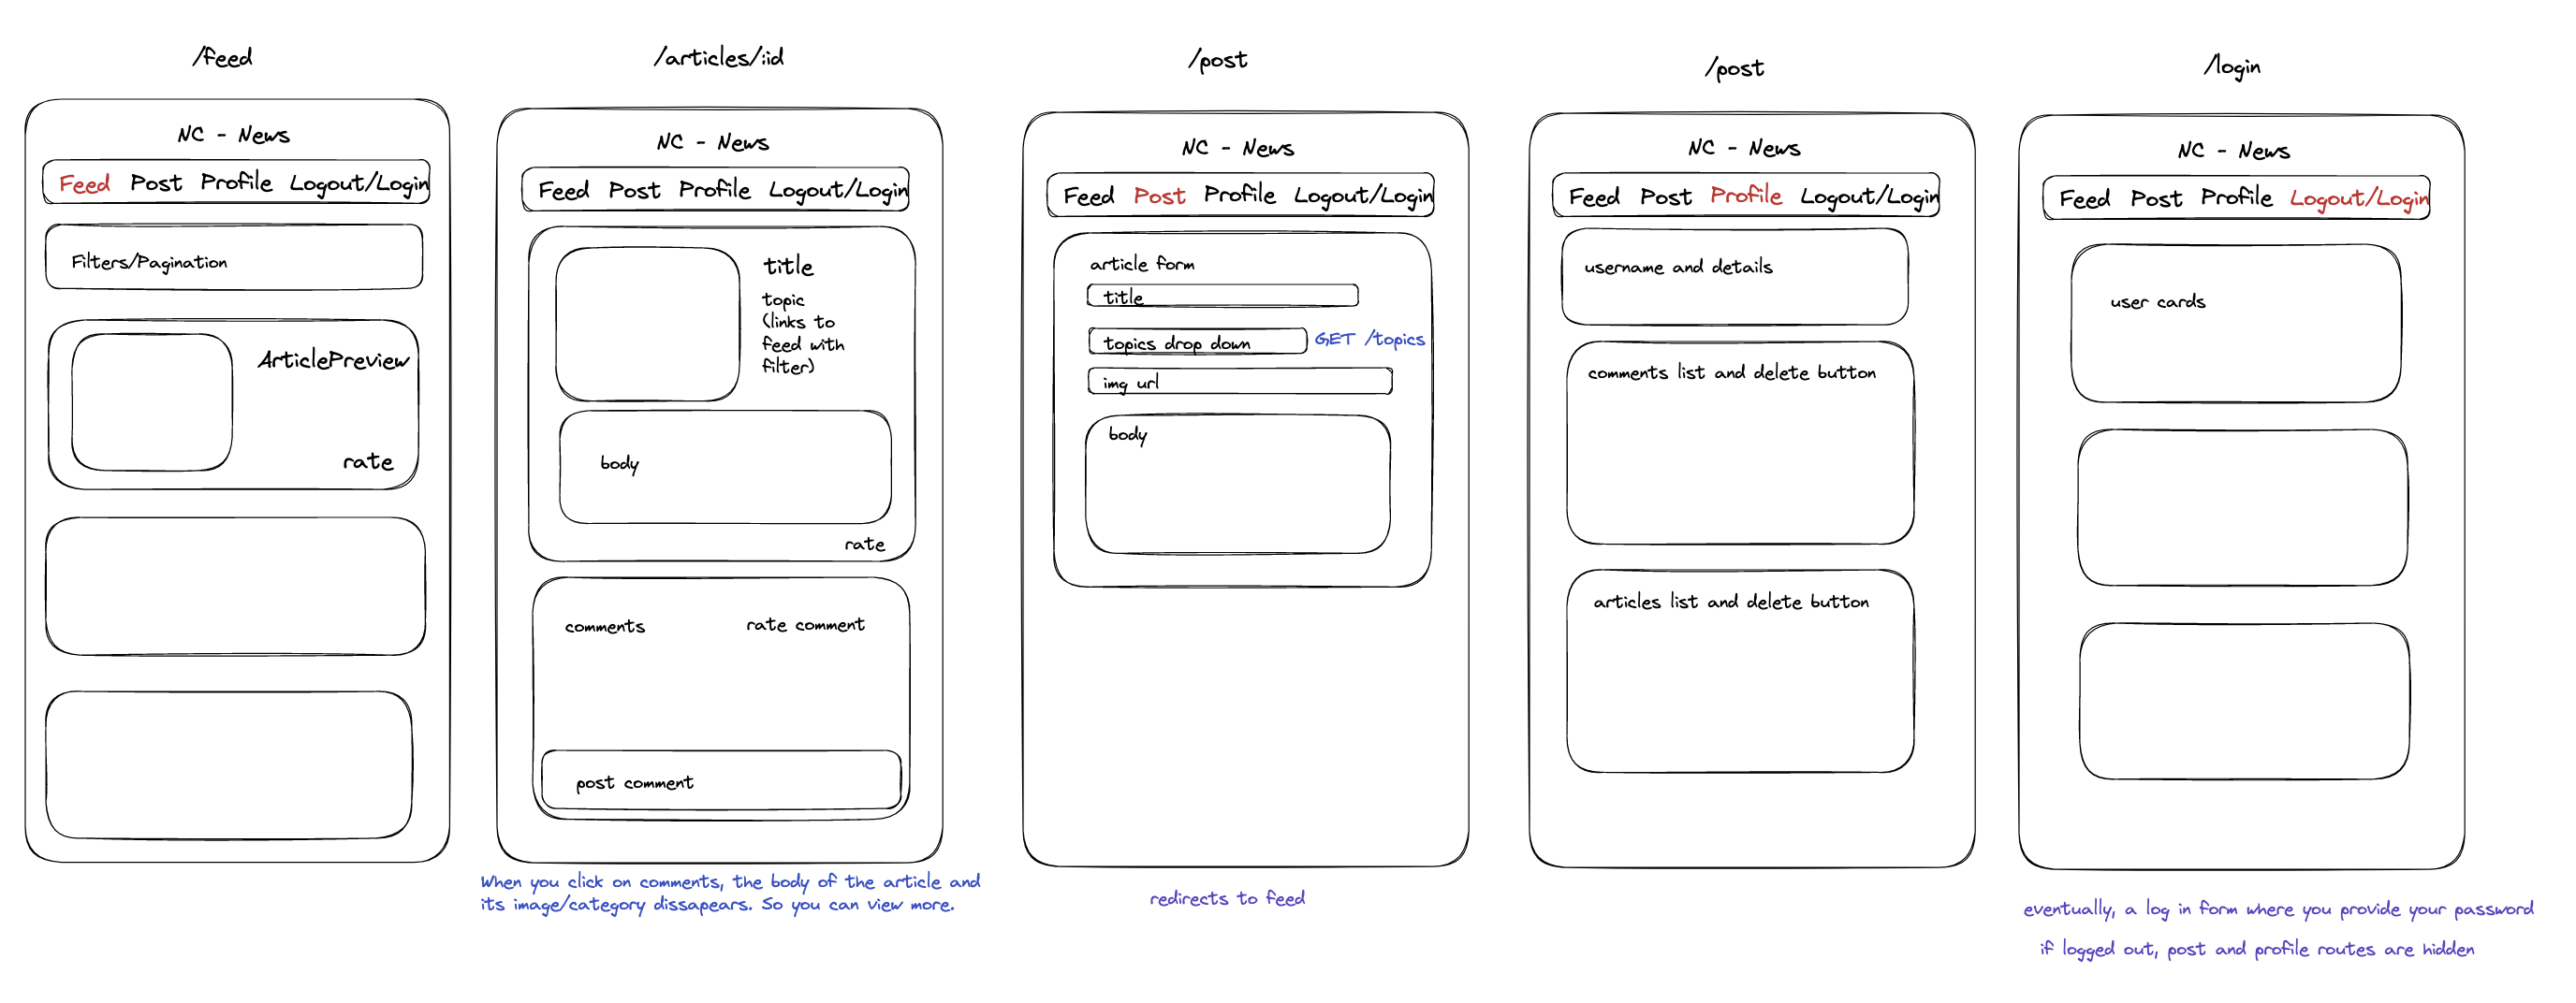 /feed
NC - News
Feed Post Profile Logout/Login
Filters/Pagination
ArticlePreview
rate
/articles/:id
NC - News
Feed Post Profile Logout/Login
title
topic
(links to
feed with
filter)
body
rate
comments rate comment
post comment
When you click on comments, the body of the article and
its image/category dissapears. So you can view more.
/post
NC - News
Feed Post Profile Logout/Login
article form
title
topics drop down GET /topics
img url
body
redirects to feed
/post
NC - News
Feed Post Profile Logout/Login
username and details
comments list and delete button
articles list and delete button
/login
NC - News
Feed Post Profile Logout/Login
user cards
eventually, a log in form where you provide your password
if logged out, post and profile routes are hidden